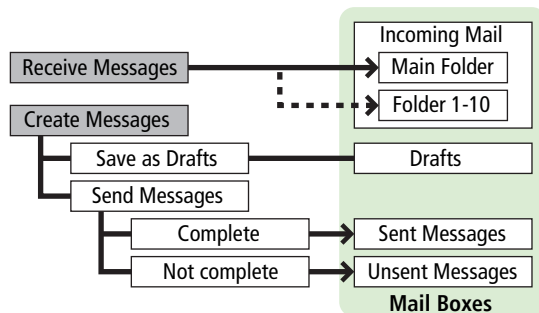 Incoming Mail
Receive Messages
Main Folder
Folder 1-10
Create Messages
Save as Drafts
Drafts
Send Messages
Complete
Sent Messages
Not complete
Unsent Messages
Mail Boxes